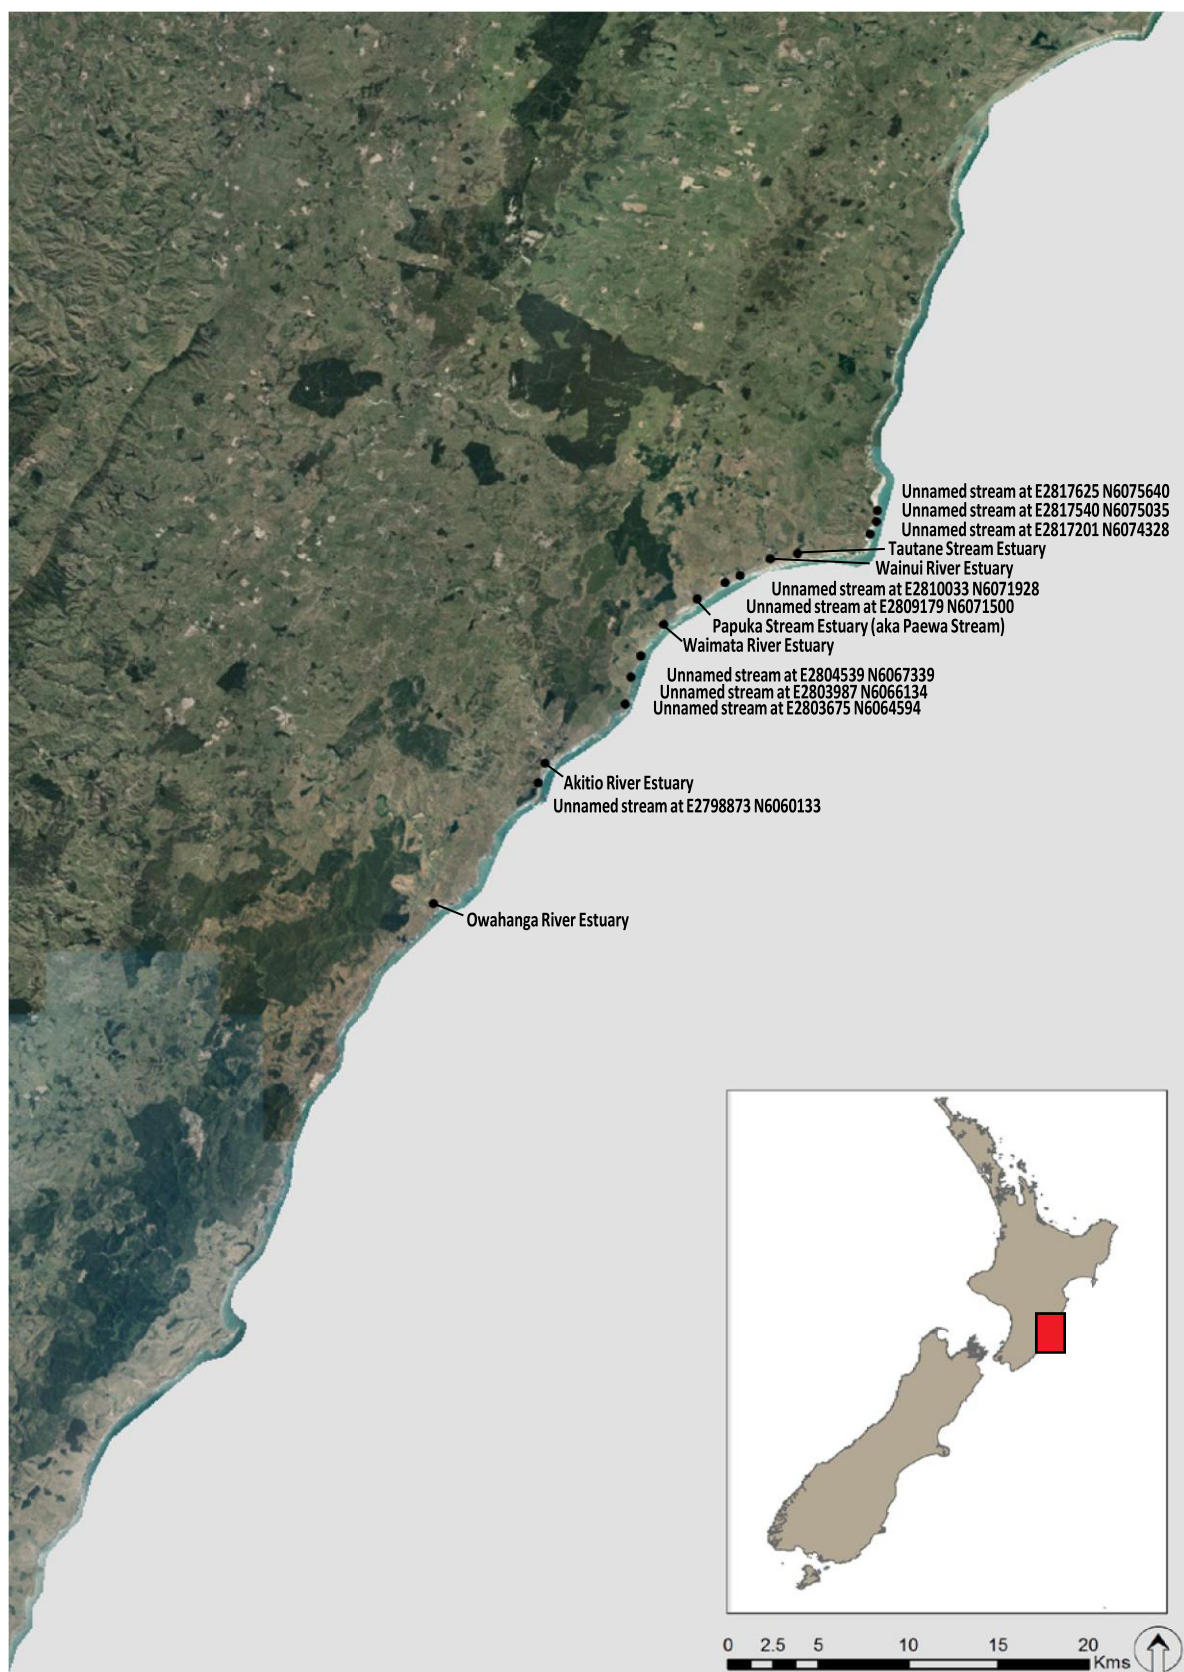 Unnamed stream at E2817625 N6075640
Unnamed stream at E2817540 N6075035
Unnamed stream at E2817201 N6074328
Tautane Stream Estuary
Wainui River Estuary
Unnamed stream at E2810033 N6071928
Unnamed stream at E2809179 N6071500
Papuka Stream Estuary (aka Paewa Stream)
Waimata River Estuary
Unnamed stream at E2804539 N6067339
Unnamed stream at E2803987 N6066134
Unnamed stream at E2803675 N6064594
Akitio River Estuary
Unnamed stream at E2798873 N6060133
Owahanga River Estuary
0 2.5 5 10 15 20
Kms